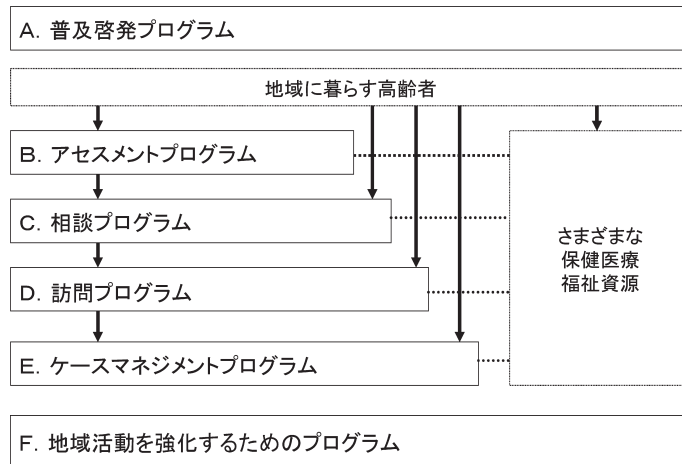 A. 普及啓発プログラム
地域に暮らす高齢者
B. アセスメントプログラム
C. 相談プログラム
D. 訪問プログラム
E. ケースマネジメントプログラム
さまざまな
保健医療
福祉資源
F. 地域活動を強化するためのプログラム